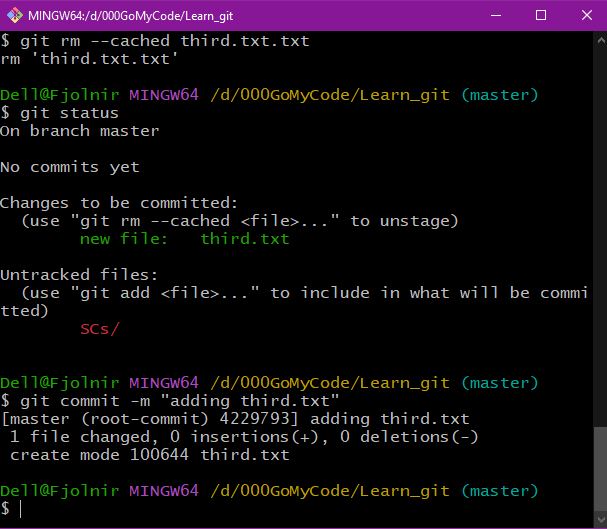 MINGW64:/d/000GoMyCode/Learn_git
$ git rm --cached third.txt.txt
rm 'third.txt.txt'
Dell@Fjolnir MINGW64 /d/000GoMyCode/Learn_git (master)
$ git status
On branch master
No commits yet
Changes to be committed:
  (use "git rm --cached <file>..." to unstage)
        new file:   third.txt
Untracked files:
  (use "git add <file>..." to include in what will be commi
tted)
        SCs/
Dell@Fjolnir MINGW64 /d/000GoMyCode/Learn_git (master)
$ git commit -m "adding third.txt"
[master (root-commit) 4229793] adding third.txt
 1 file changed, 0 insertions(+), 0 deletions(-)
 create mode 100644 third.txt
Dell@Fjolnir MINGW64 /d/000GoMyCode/Learn_git (master)
$